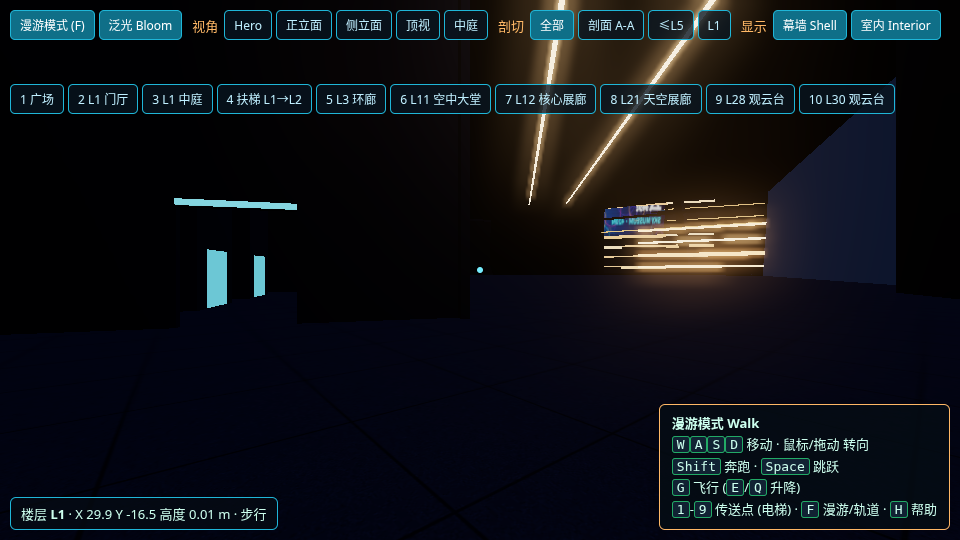 漫游模式 (F) 泛光 Bloom 视角 Hero 正立面 侧立面 顶视 中庭 剖切 全部 剖面 A-A ≤L5 L1 显示 幕墙 Shell 室内 Interior
1 广场 2 L1 门厅 3 L1 中庭 4 扶梯 L1→L2 5 L3 环廊 6 L11 空中大堂 7 L12 核心展廊 8 L21 天空展廊 9 L28 观云台 10 L30 观云台
漫游模式 Walk
W A S D 移动 · 鼠标/拖动 转向
Shift 奔跑 · Space 跳跃
G 飞行 (E/Q 升降)
1-9 传送点 (电梯) · F 漫游/轨道 · H 帮助
楼层 L1 · X 29.9 Y -16.5 高度 0.01 m · 步行